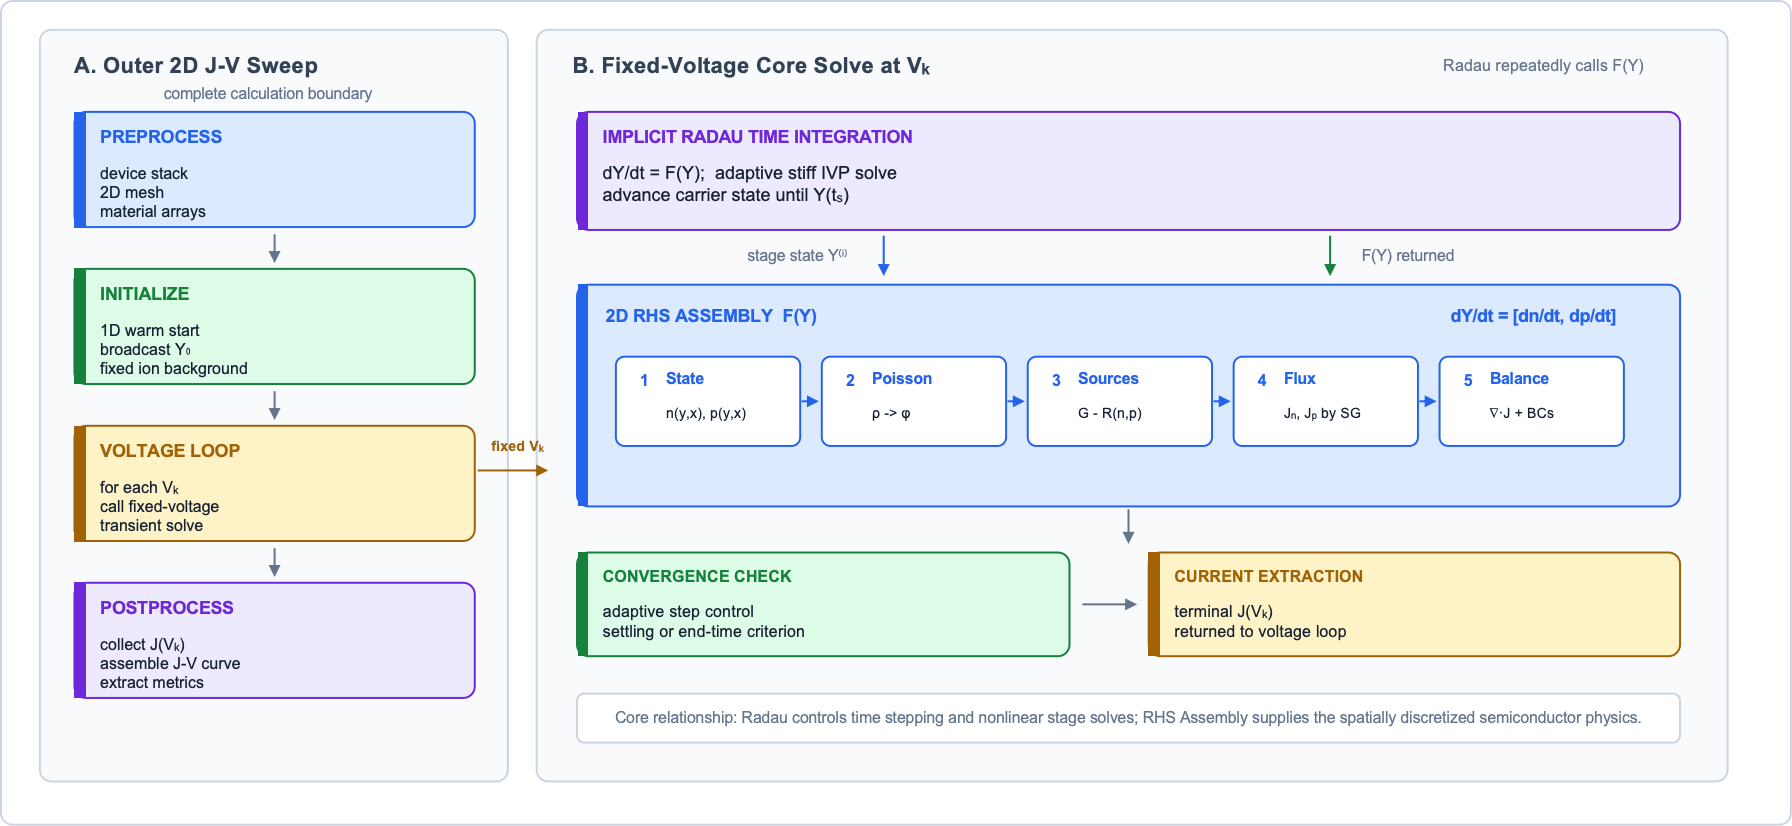 A. Outer 2D J-V Sweep
complete calculation boundary
PREPROCESS
device stack
2D mesh
material arrays
INITIALIZE
1D warm start
broadcast Y₀
fixed ion background
VOLTAGE LOOP
for each Vₖ
call fixed-voltage
transient solve
POSTPROCESS
collect J(Vₖ)
assemble J-V curve
extract metrics
fixed Vₖ
B. Fixed-Voltage Core Solve at Vₖ
Radau repeatedly calls F(Y)
IMPLICIT RADAU TIME INTEGRATION
dY/dt = F(Y); adaptive stiff IVP solve
advance carrier state until Y(tₛ)
stage state Y⁽ⁱ⁾
F(Y) returned
2D RHS ASSEMBLY F(Y)
dY/dt = [dn/dt, dp/dt]
1 State
n(y,x), p(y,x)
2 Poisson
ρ -> φ
3 Sources
G - R(n,p)
4 Flux
Jₙ, Jₚ by SG
5 Balance
∇·J + BCs
CONVERGENCE CHECK
adaptive step control
settling or end-time criterion
CURRENT EXTRACTION
terminal J(Vₖ)
returned to voltage loop
Core relationship: Radau controls time stepping and nonlinear stage solves; RHS Assembly supplies the spatially discretized semiconductor physics.